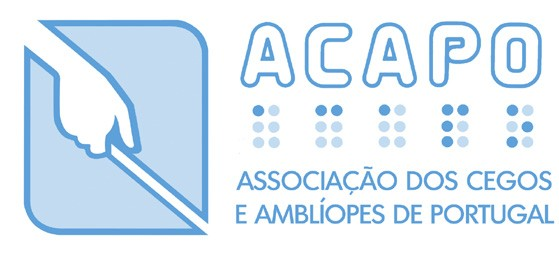 ACAPO
⠁⠉⠁⠏⠕
ASSOCIAÇÃO DOS CEGOS
E AMBLÍOPES DE PORTUGAL